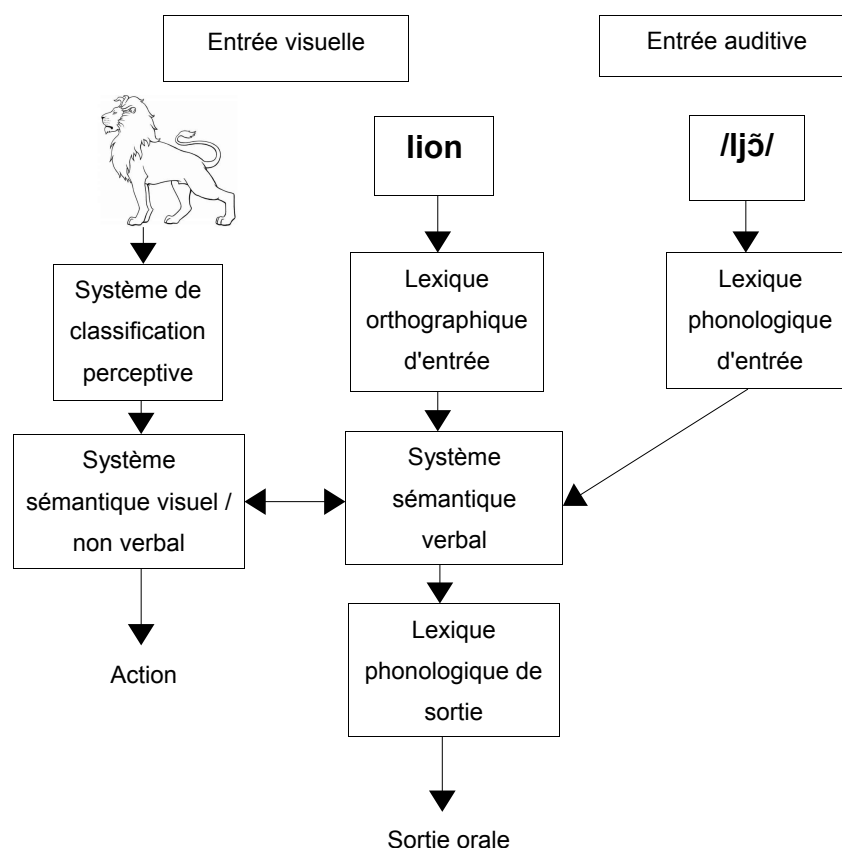 Entrée visuelle
Entrée auditive
lion
/ljɔ̃/
Système de
classification
perceptive
Lexique
orthographique
d'entrée
Lexique
phonologique
d'entrée
Système
sémantique visuel /
non verbal
Système
sémantique
verbal
Action
Lexique
phonologique de
sortie
Sortie orale